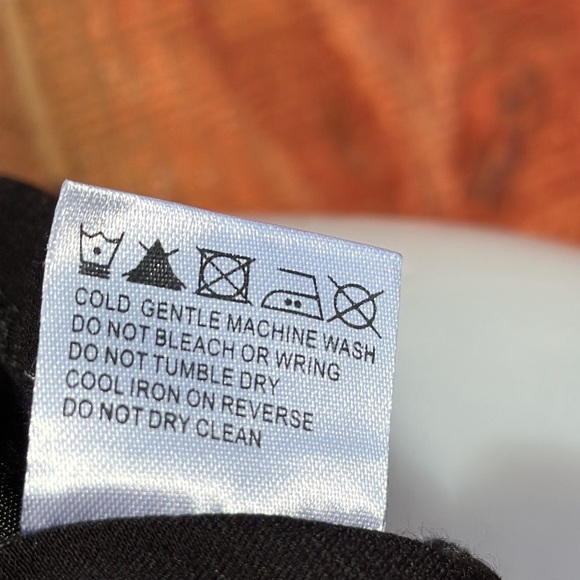 COLD GENTLE MACHINE WASH
DO NOT BLEACH OR WRING
DO NOT TUMBLE DRY
COOL IRON ON REVERSE
DO NOT DRY CLEAN